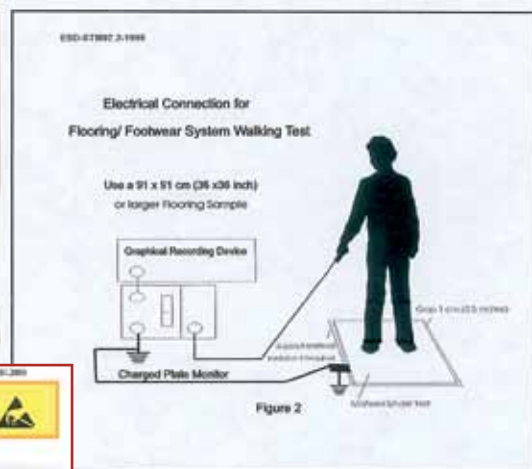 Electrical Connection for
Flooring/ Footwear System Walking Test
Use a 91 x 91 cm (36 x36 inch)
or larger Flooring Sample
Graphical Recording Device
Charged Plate Monitor
Figure 2